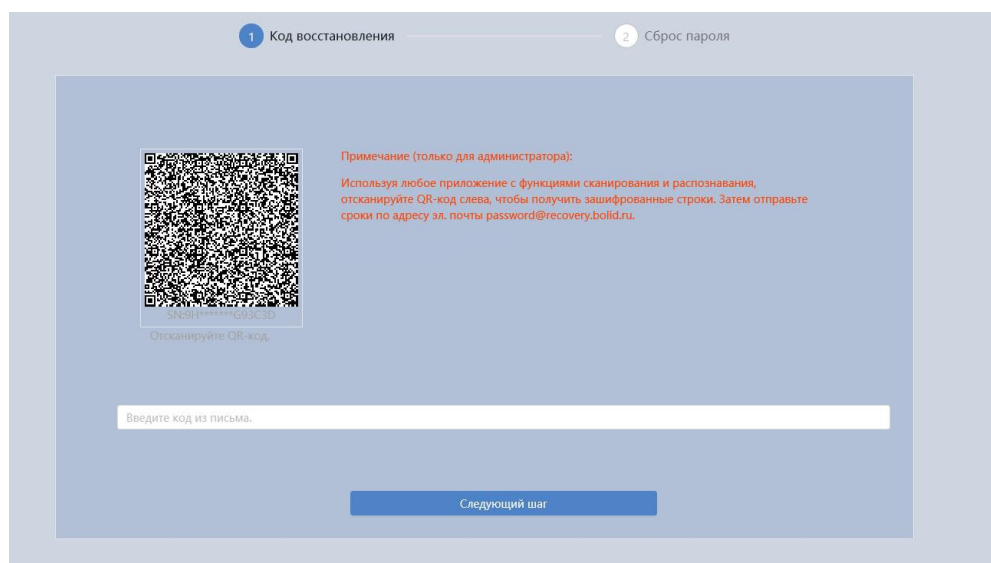 1 Код восстановления
2 Сброс пароля
Примечание (только для администратора):
Используя любое приложение с функциями сканирования и распознавания,
отсканируйте QR-код слева, чтобы получить зашифрованные строки. Затем отправьте
сроки по адресу эл. почты password@recovery.bolid.ru.
SN:9H*******G93C3D
Отсканируйте QR-код.
Введите код из письма.
Следующий шаг